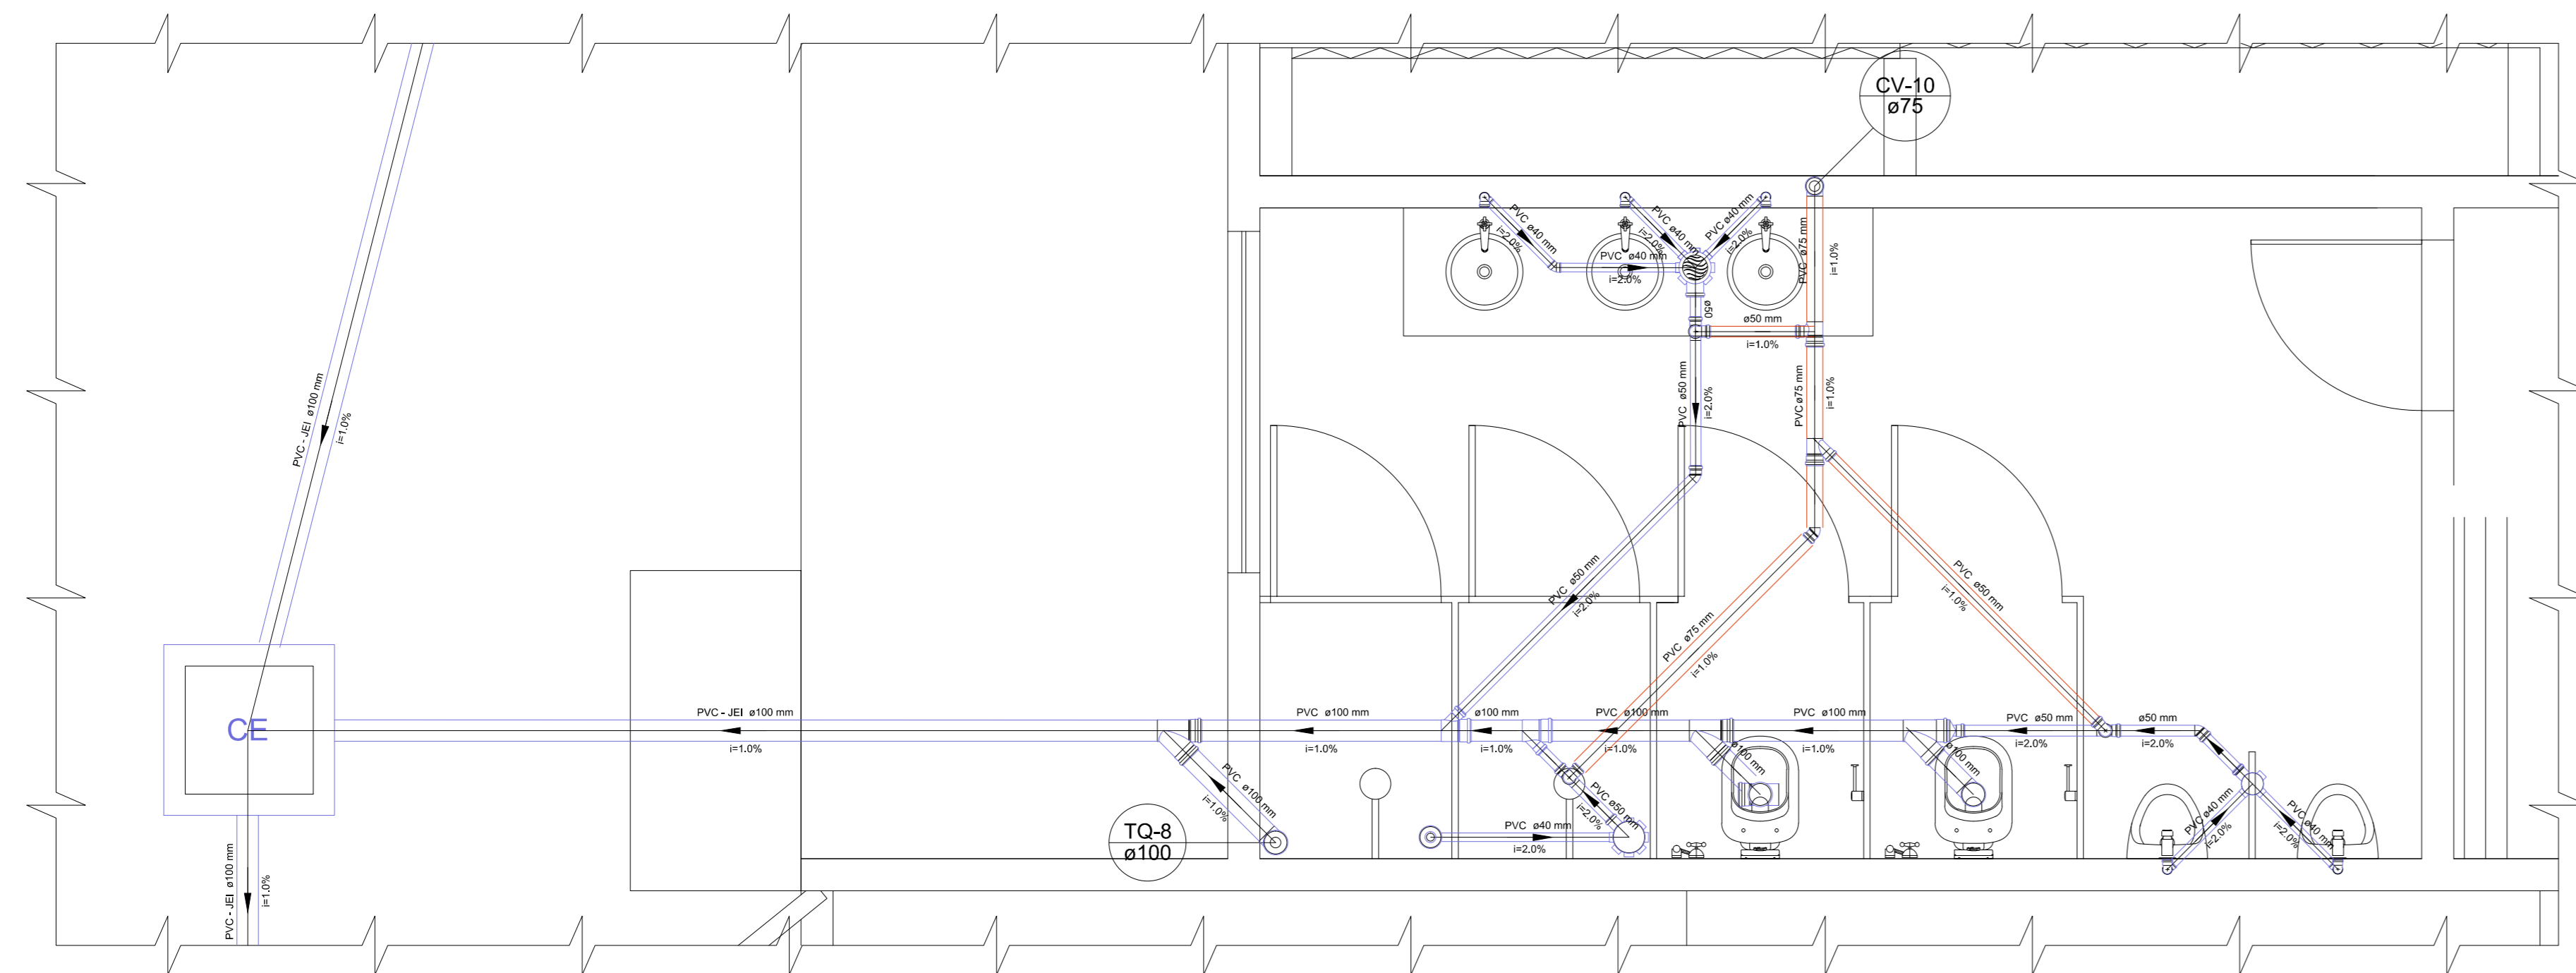 CV-10
ø75
PVC ø40 mm
i=2.0%
PVC ø40 mm
i=2.0%
PVC ø40 mm
i=2.0%
PVC ø40 mm
i=2.0%
PVC ø75 mm
i=1.0%
ø50
ø50 mm
i=1.0%
PVC ø50 mm
i=2.0%
PVC ø75 mm
i=1.0%
PVC - JEI ø100 mm
i=1.0%
PVC ø50 mm
i=2.0%
PVC ø75 mm
i=1.0%
PVC ø50 mm
i=1.0%
CE
PVC - JEI ø100 mm
i=1.0%
PVC ø100 mm
i=1.0%
ø100 mm
i=1.0%
PVC ø100 mm
i=1.0%
PVC ø100 mm
i=1.0%
PVC ø50 mm
i=2.0%
ø50 mm
i=2.0%
ø100 mm
ø100 mm
PVC ø100 mm
i=1.0%
TQ-8
ø100
PVC ø40 mm
i=2.0%
PVC ø50 mm
i=2.0%
PVC ø40 mm
i=2.0%
PVC ø40 mm
i=2.0%
PVC - JEI ø100 mm
i=1.0%